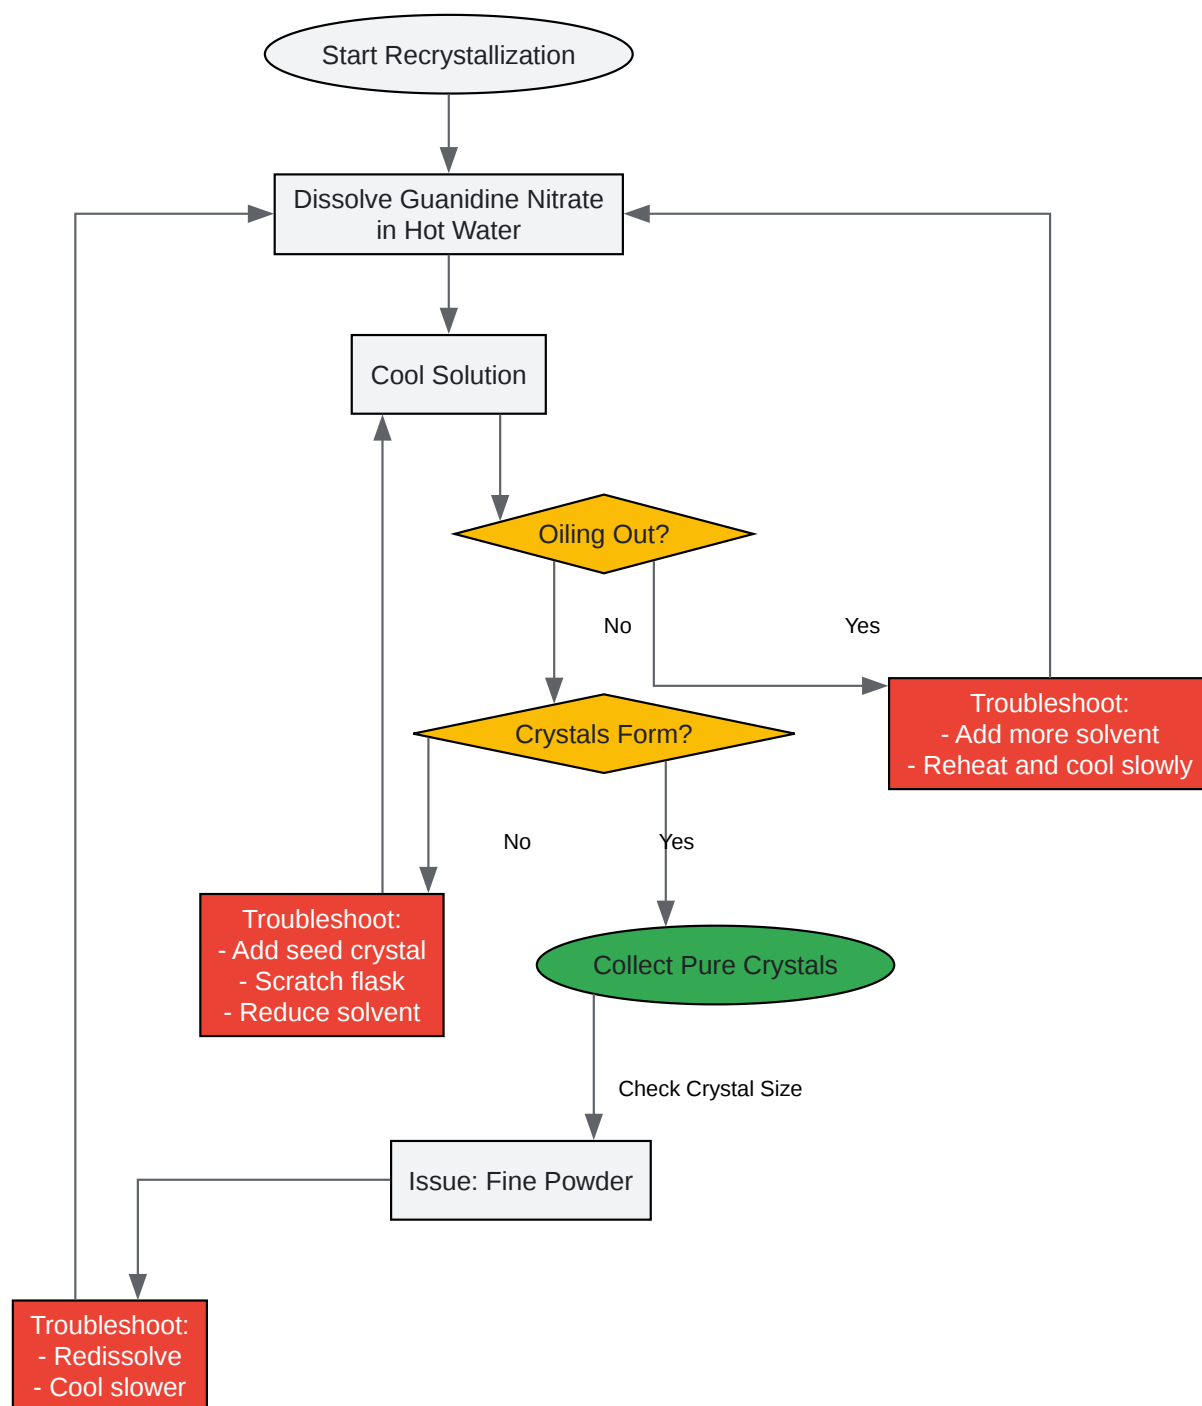 Start Recrystallization
Dissolve Guanidine Nitrate
in Hot Water
Cool Solution
Oiling Out?
No
Yes
Troubleshoot:
- Add more solvent
- Reheat and cool slowly
Crystals Form?
No
Yes
Troubleshoot:
- Add seed crystal
- Scratch flask
- Reduce solvent
Collect Pure Crystals
Check Crystal Size
Issue: Fine Powder
Troubleshoot:
- Redissolve
- Cool slower